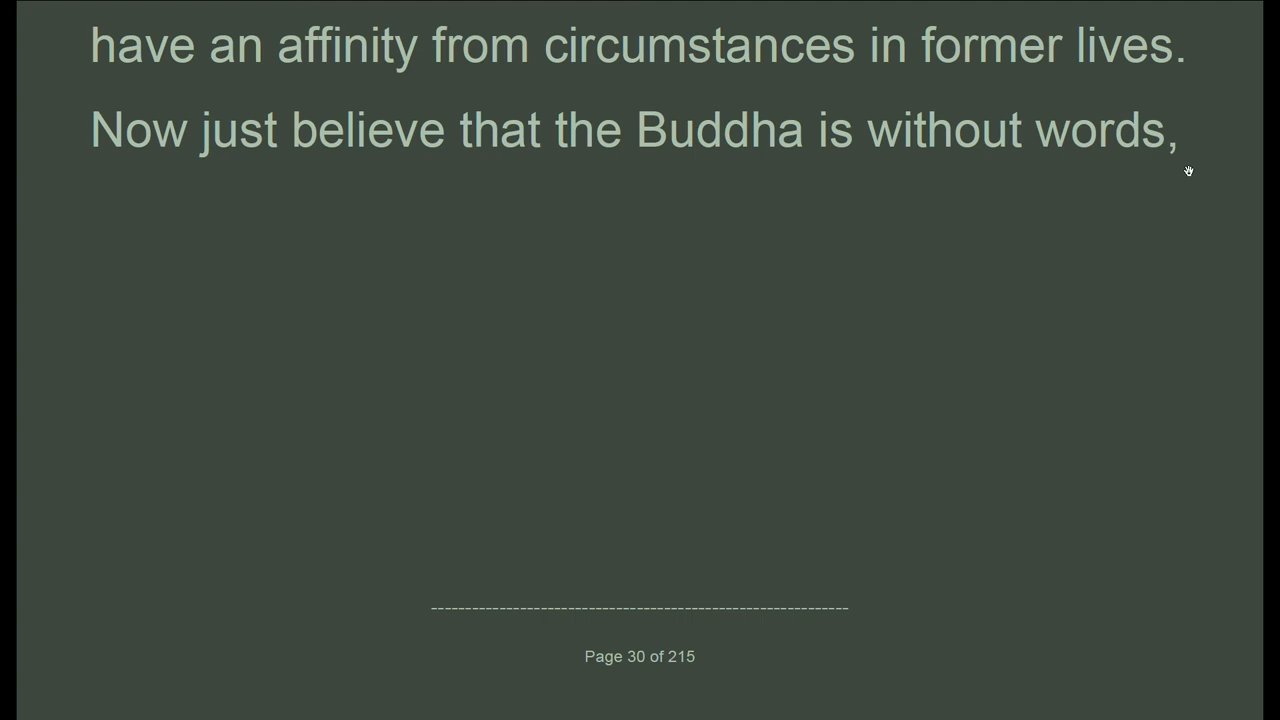 have an affinity from circumstances in former lives.
Now just believe that the Buddha is without words,
-------------------------------------------------------------
Page 30 of 215